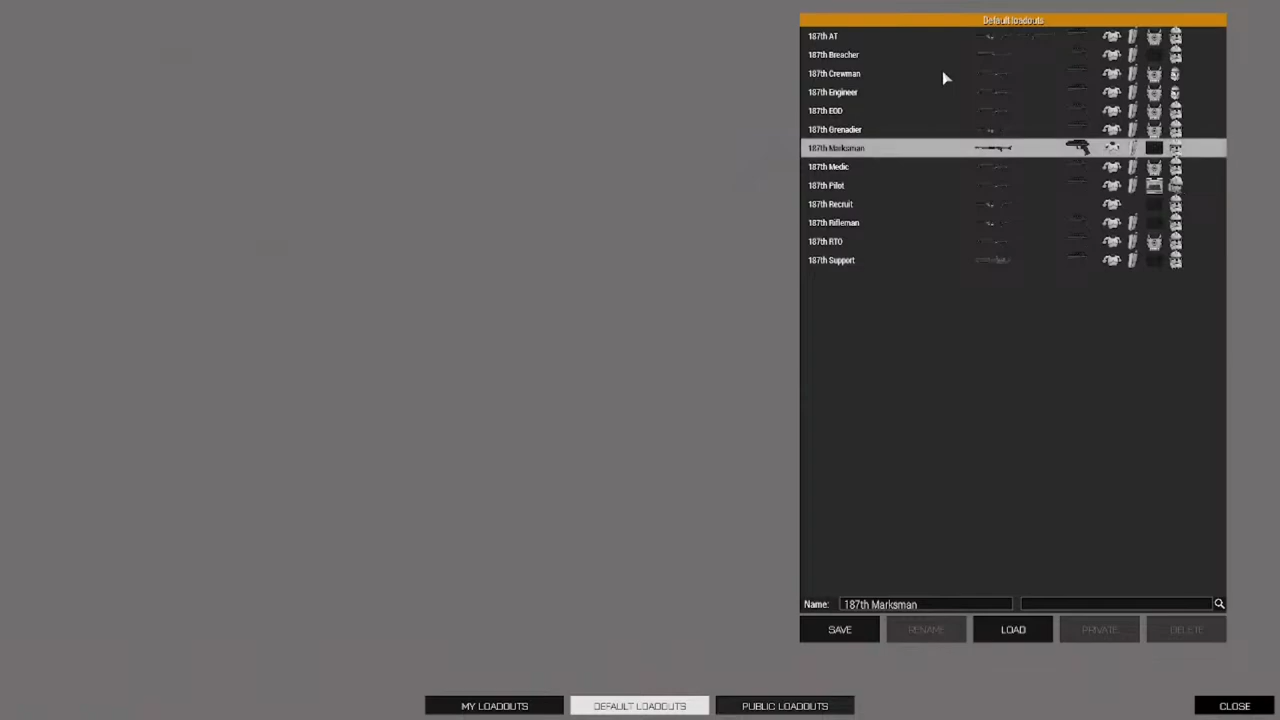 Default loadouts
187th AT
187th Breacher
187th Crewman
187th Engineer
187th EOD
187th Grenadier
187th Marksman
187th Medic
187th Pilot
187th Recruit
187th Rifleman
187th RTO
187th Support
Name: 187th Marksman
SAVE RENAME LOAD PRIVATE DELETE
MY LOADOUTS DEFAULT LOADOUTS PUBLIC LOADOUTS CLOSE